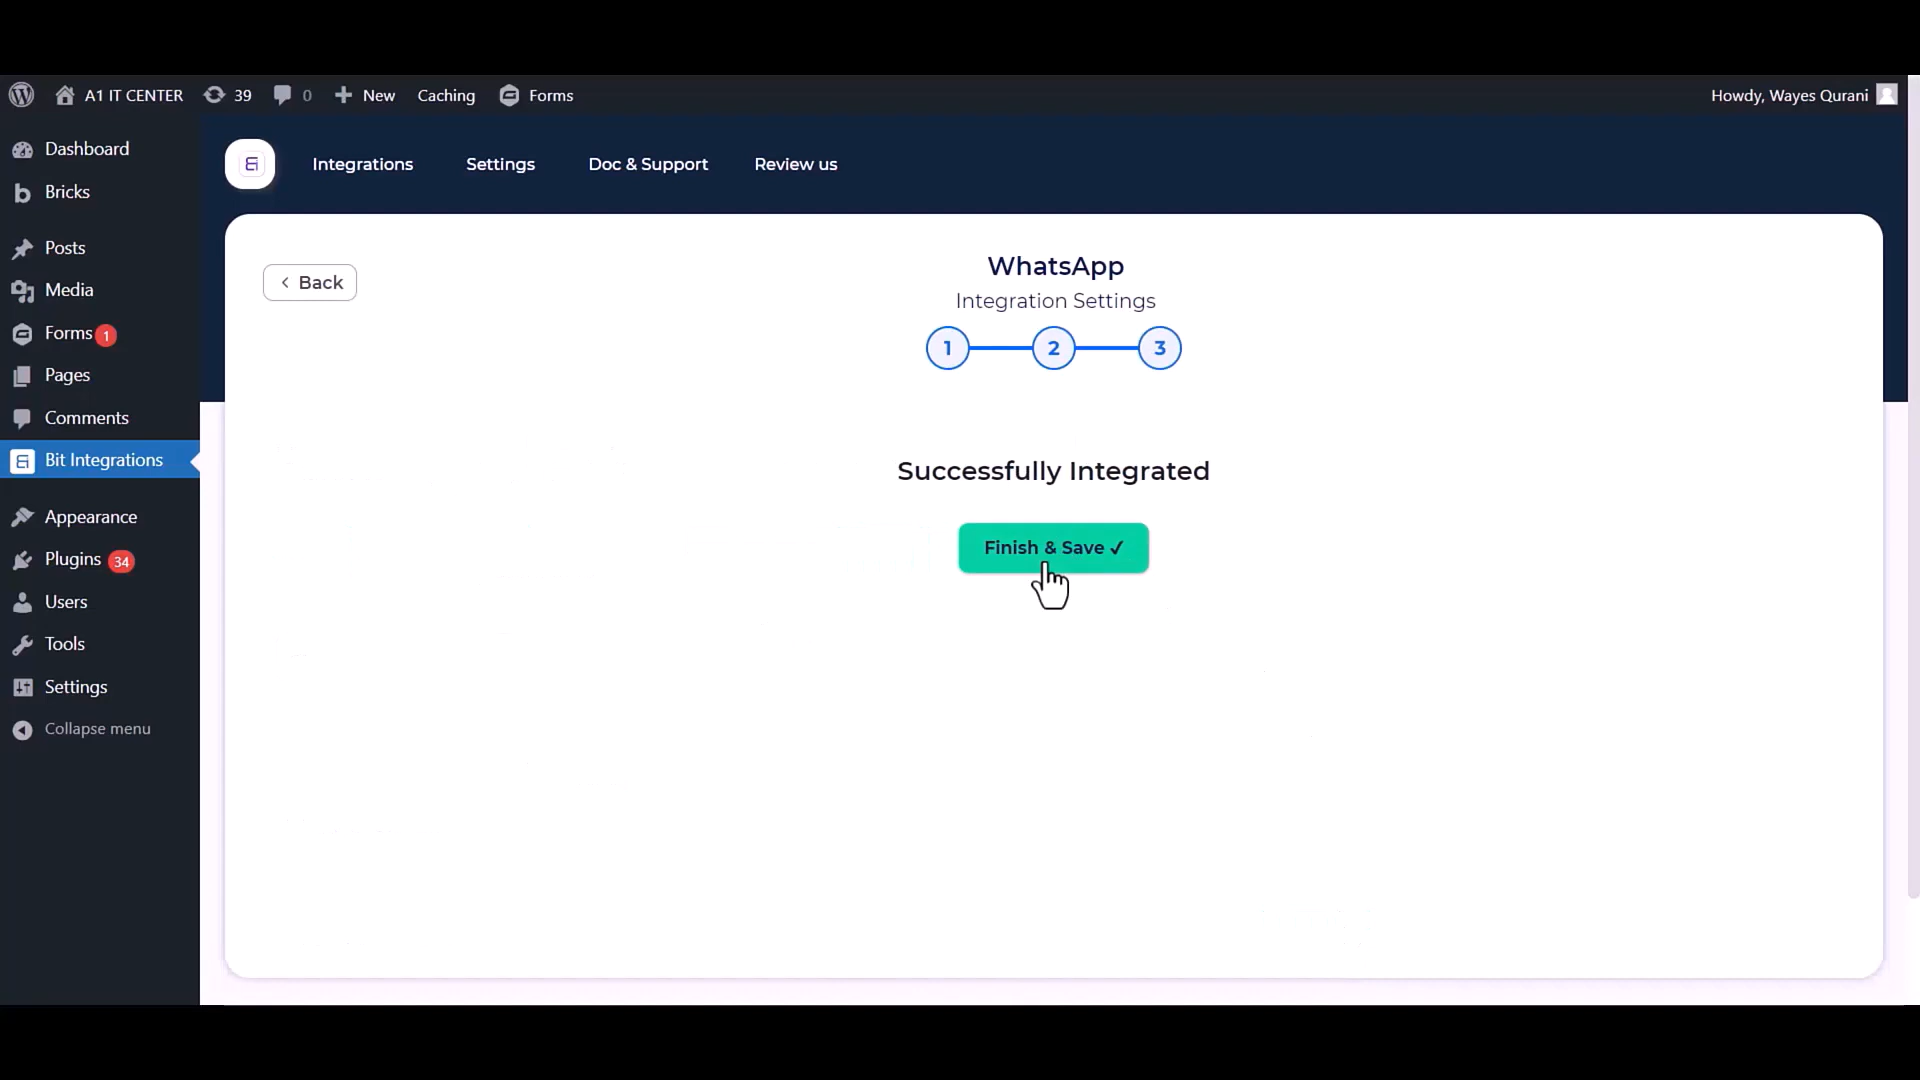 A1 IT CENTER 39 0 New Caching Forms Howdy, Wayes Qurani
Dashboard
Bricks
Posts
Media
Forms 1
Pages
Comments
Bit Integrations
Appearance
Plugins 34
Users
Tools
Settings
Collapse menu
Integrations Settings Doc & Support Review us
Back
WhatsApp
Integration Settings
1 2 3
Successfully Integrated
Finish & Save ✓